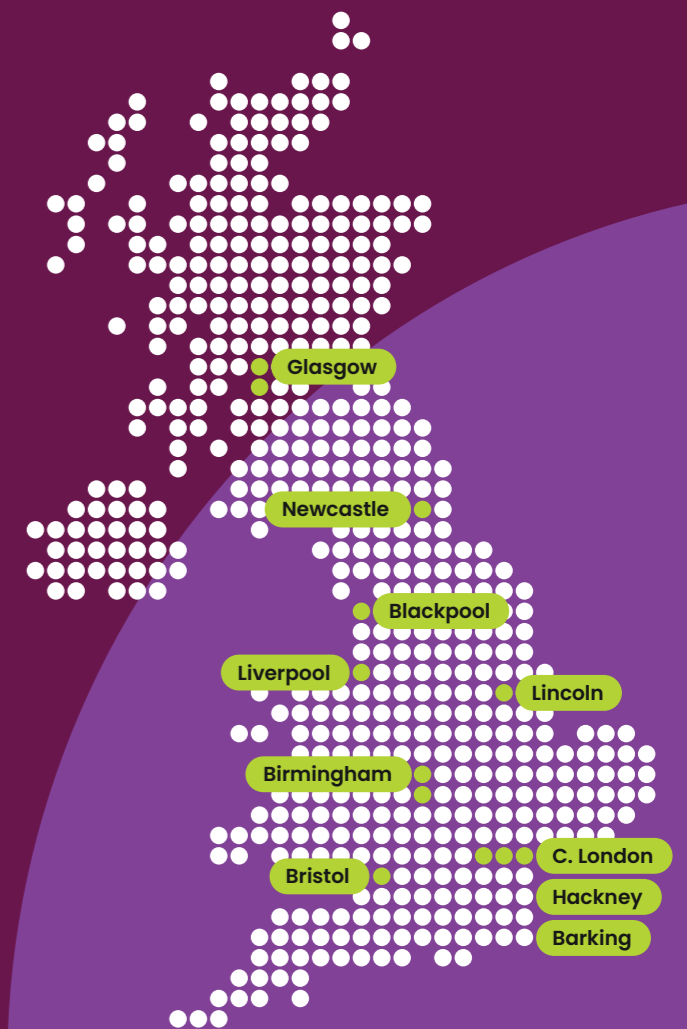 Glasgow
Newcastle
Blackpool
Liverpool
Lincoln
Birmingham
C. London
Bristol
Hackney
Barking